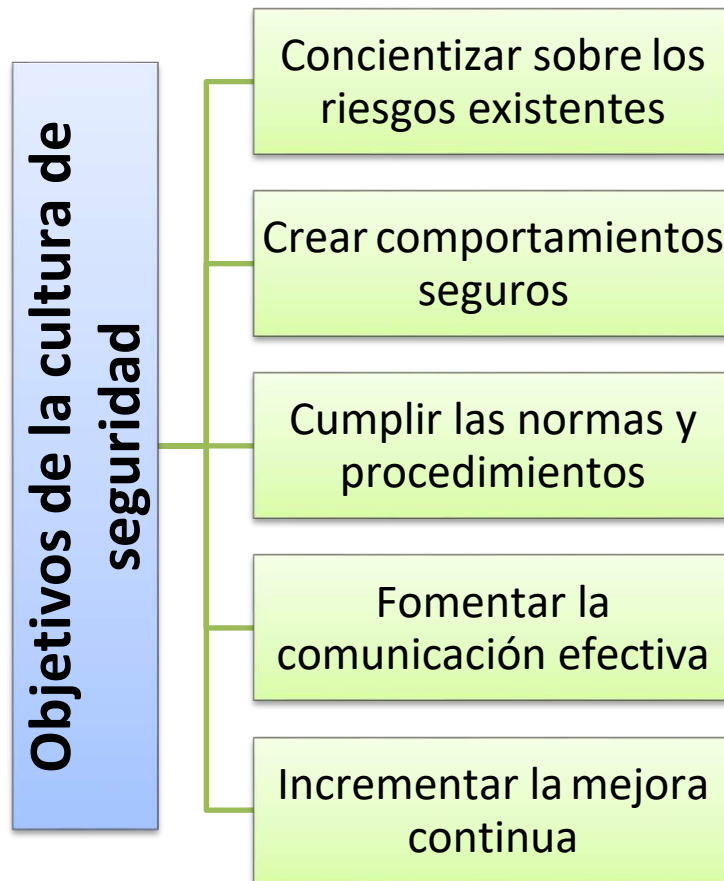 Objetivos de la cultura de
seguridad
Concientizar sobre los
riesgos existentes
Crear comportamientos
seguros
Cumplir las normas y
procedimientos
Fomentar la
comunicación efectiva
Incrementar la mejora
continua